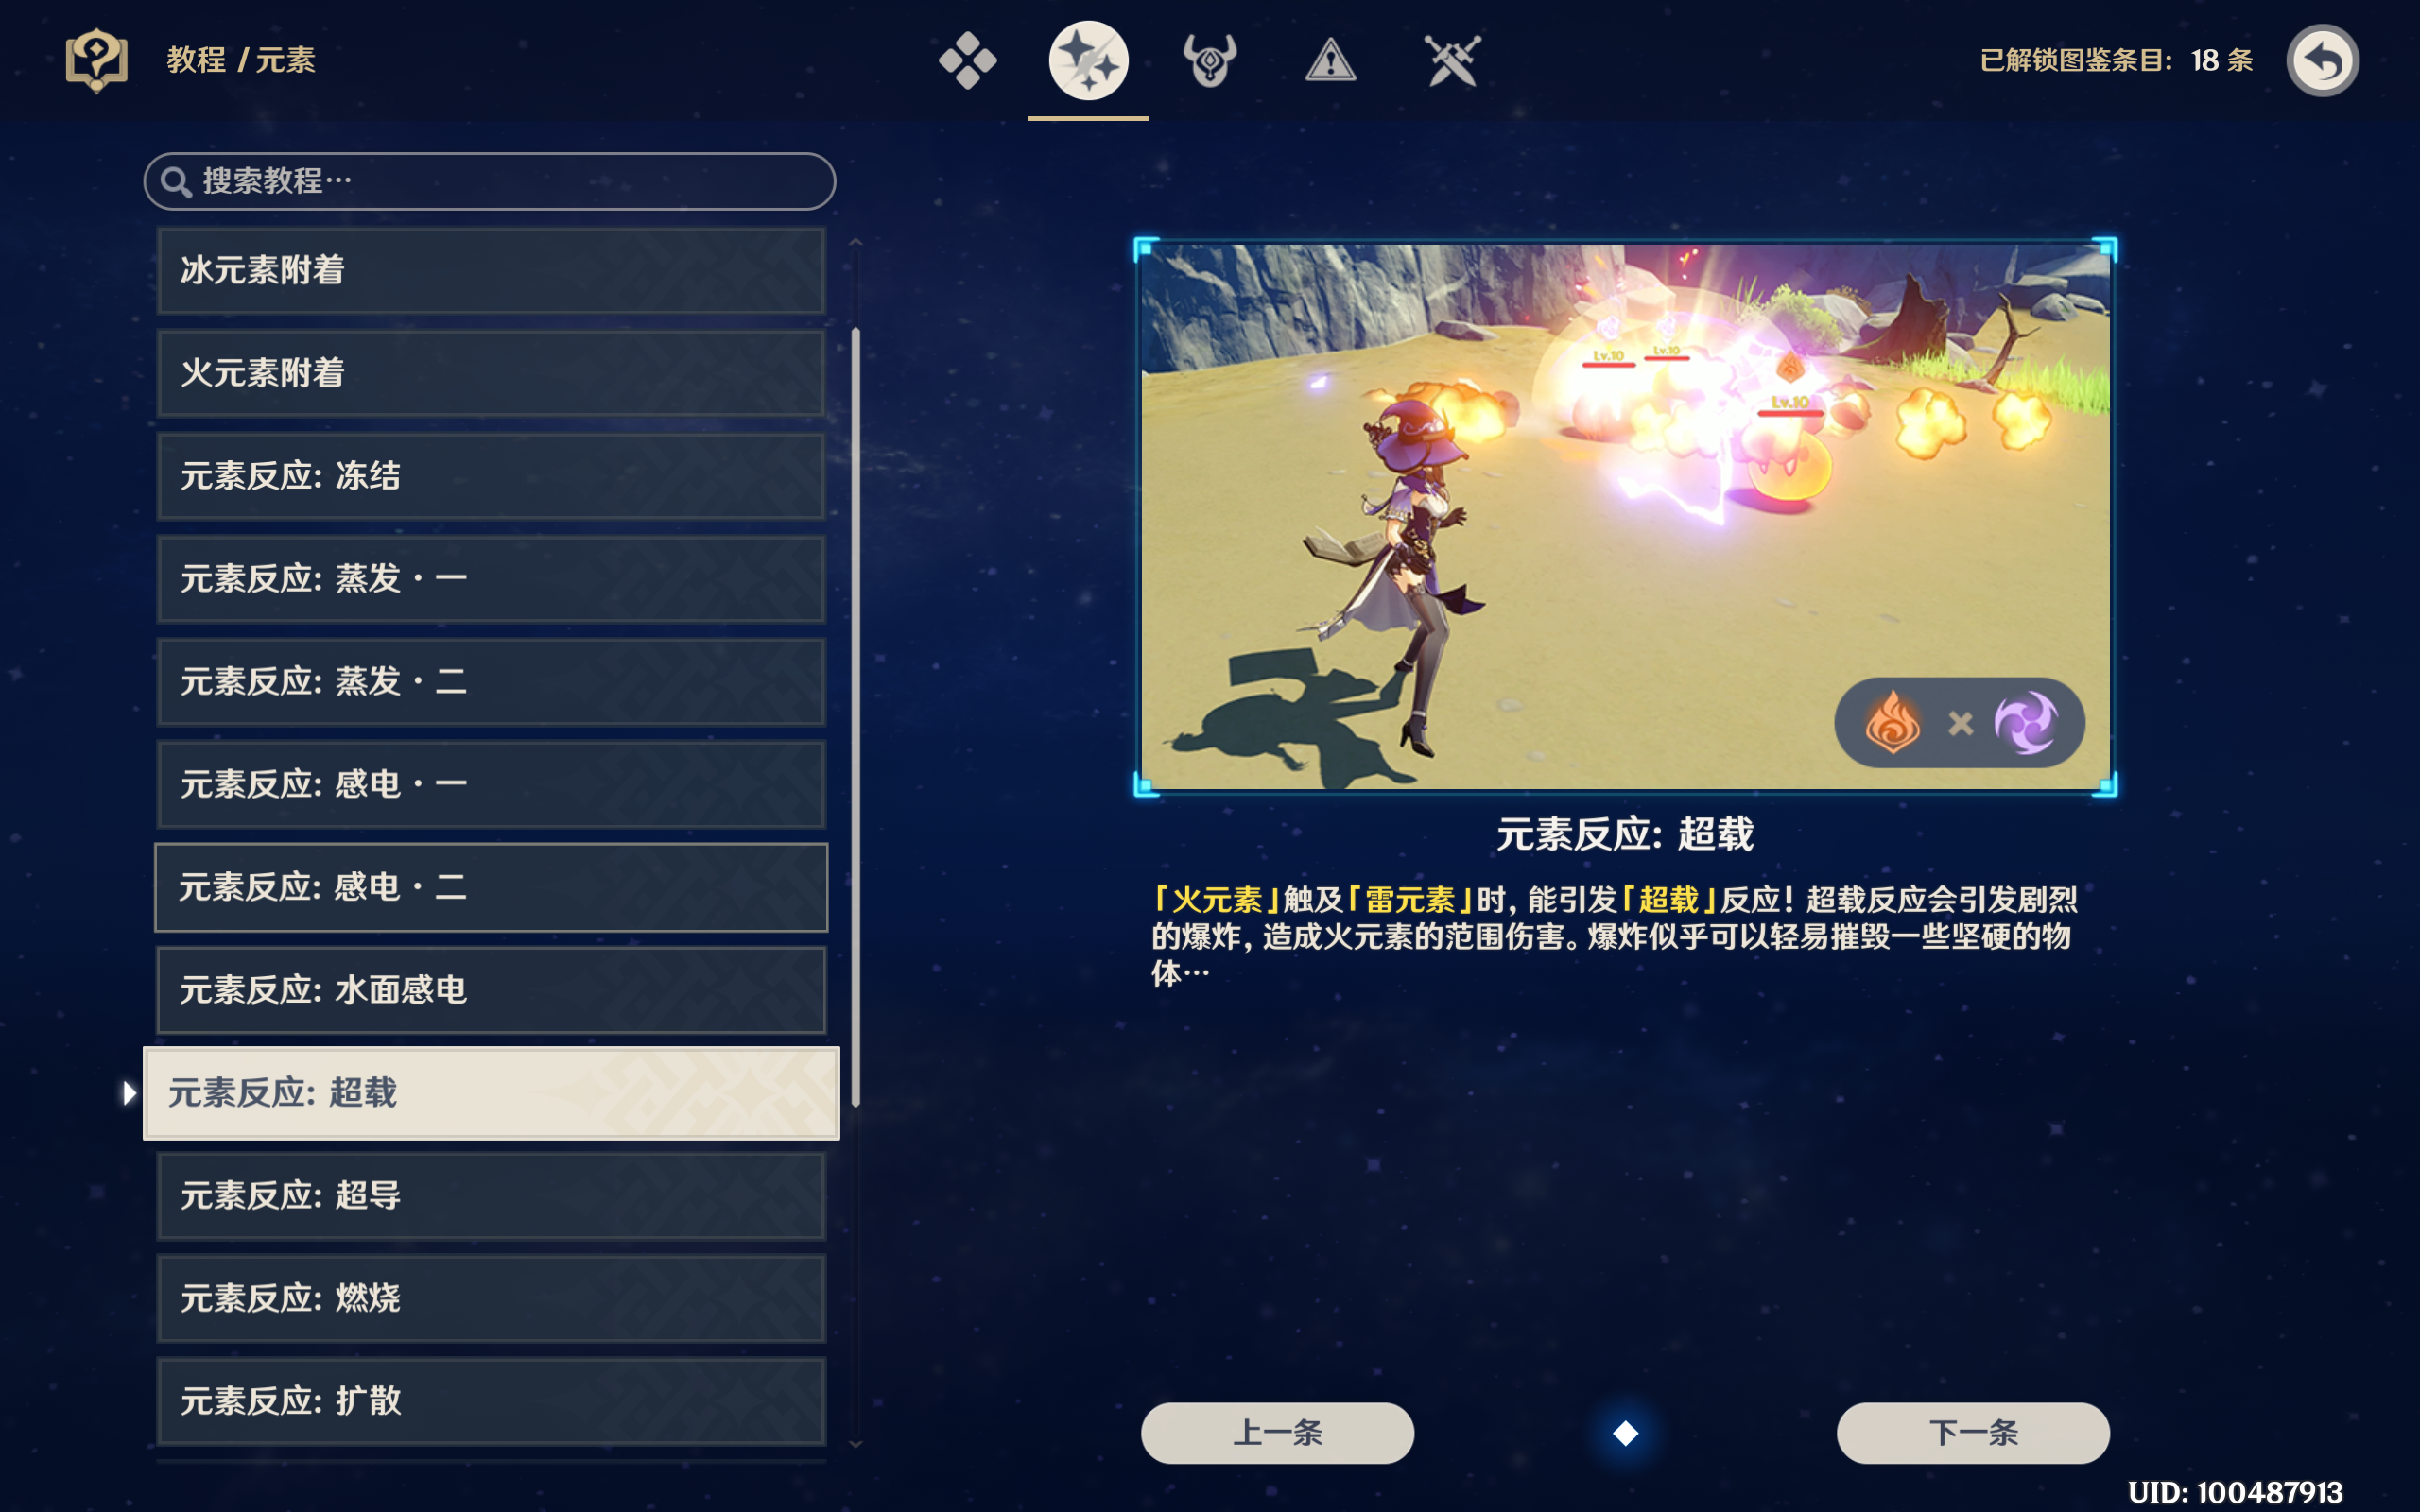 教程 / 元素
已解锁图鉴条目: 18 条
搜索教程…
冰元素附着
火元素附着
元素反应: 冻结
元素反应: 蒸发・一
元素反应: 蒸发・二
元素反应: 感电・一
元素反应: 感电・二
元素反应: 水面感电
元素反应: 超载
元素反应: 超导
元素反应: 燃烧
元素反应: 扩散
Lv.10
Lv.10
Lv.10
元素反应: 超载
「火元素」触及「雷元素」时, 能引发「超载」反应! 超载反应会引发剧烈
的爆炸, 造成火元素的范围伤害。爆炸似乎可以轻易摧毁一些坚硬的物
体…
上一条
下一条
UID: 100487913